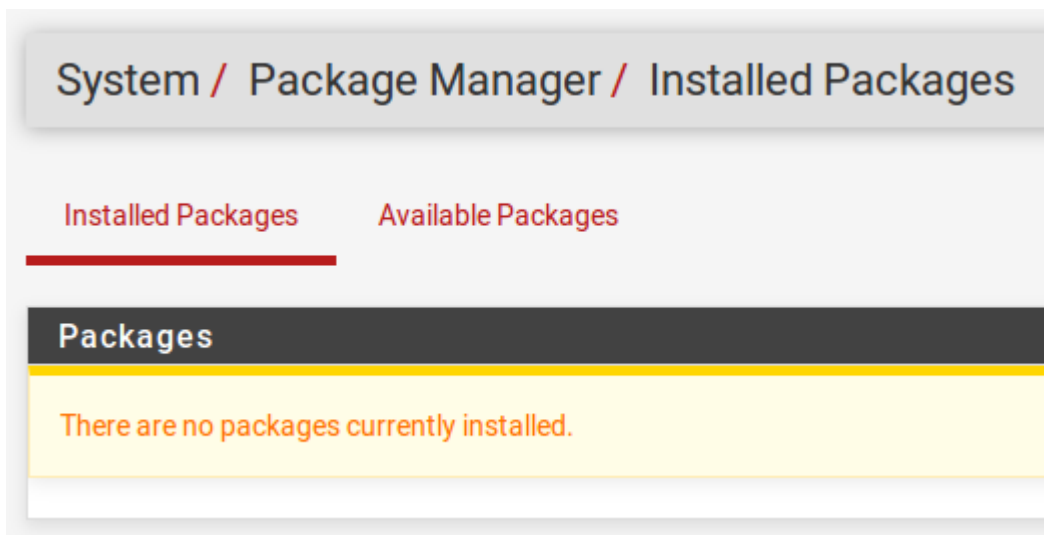 System / Package Manager / Installed Packages
Installed Packages Available Packages
Packages
There are no packages currently installed.